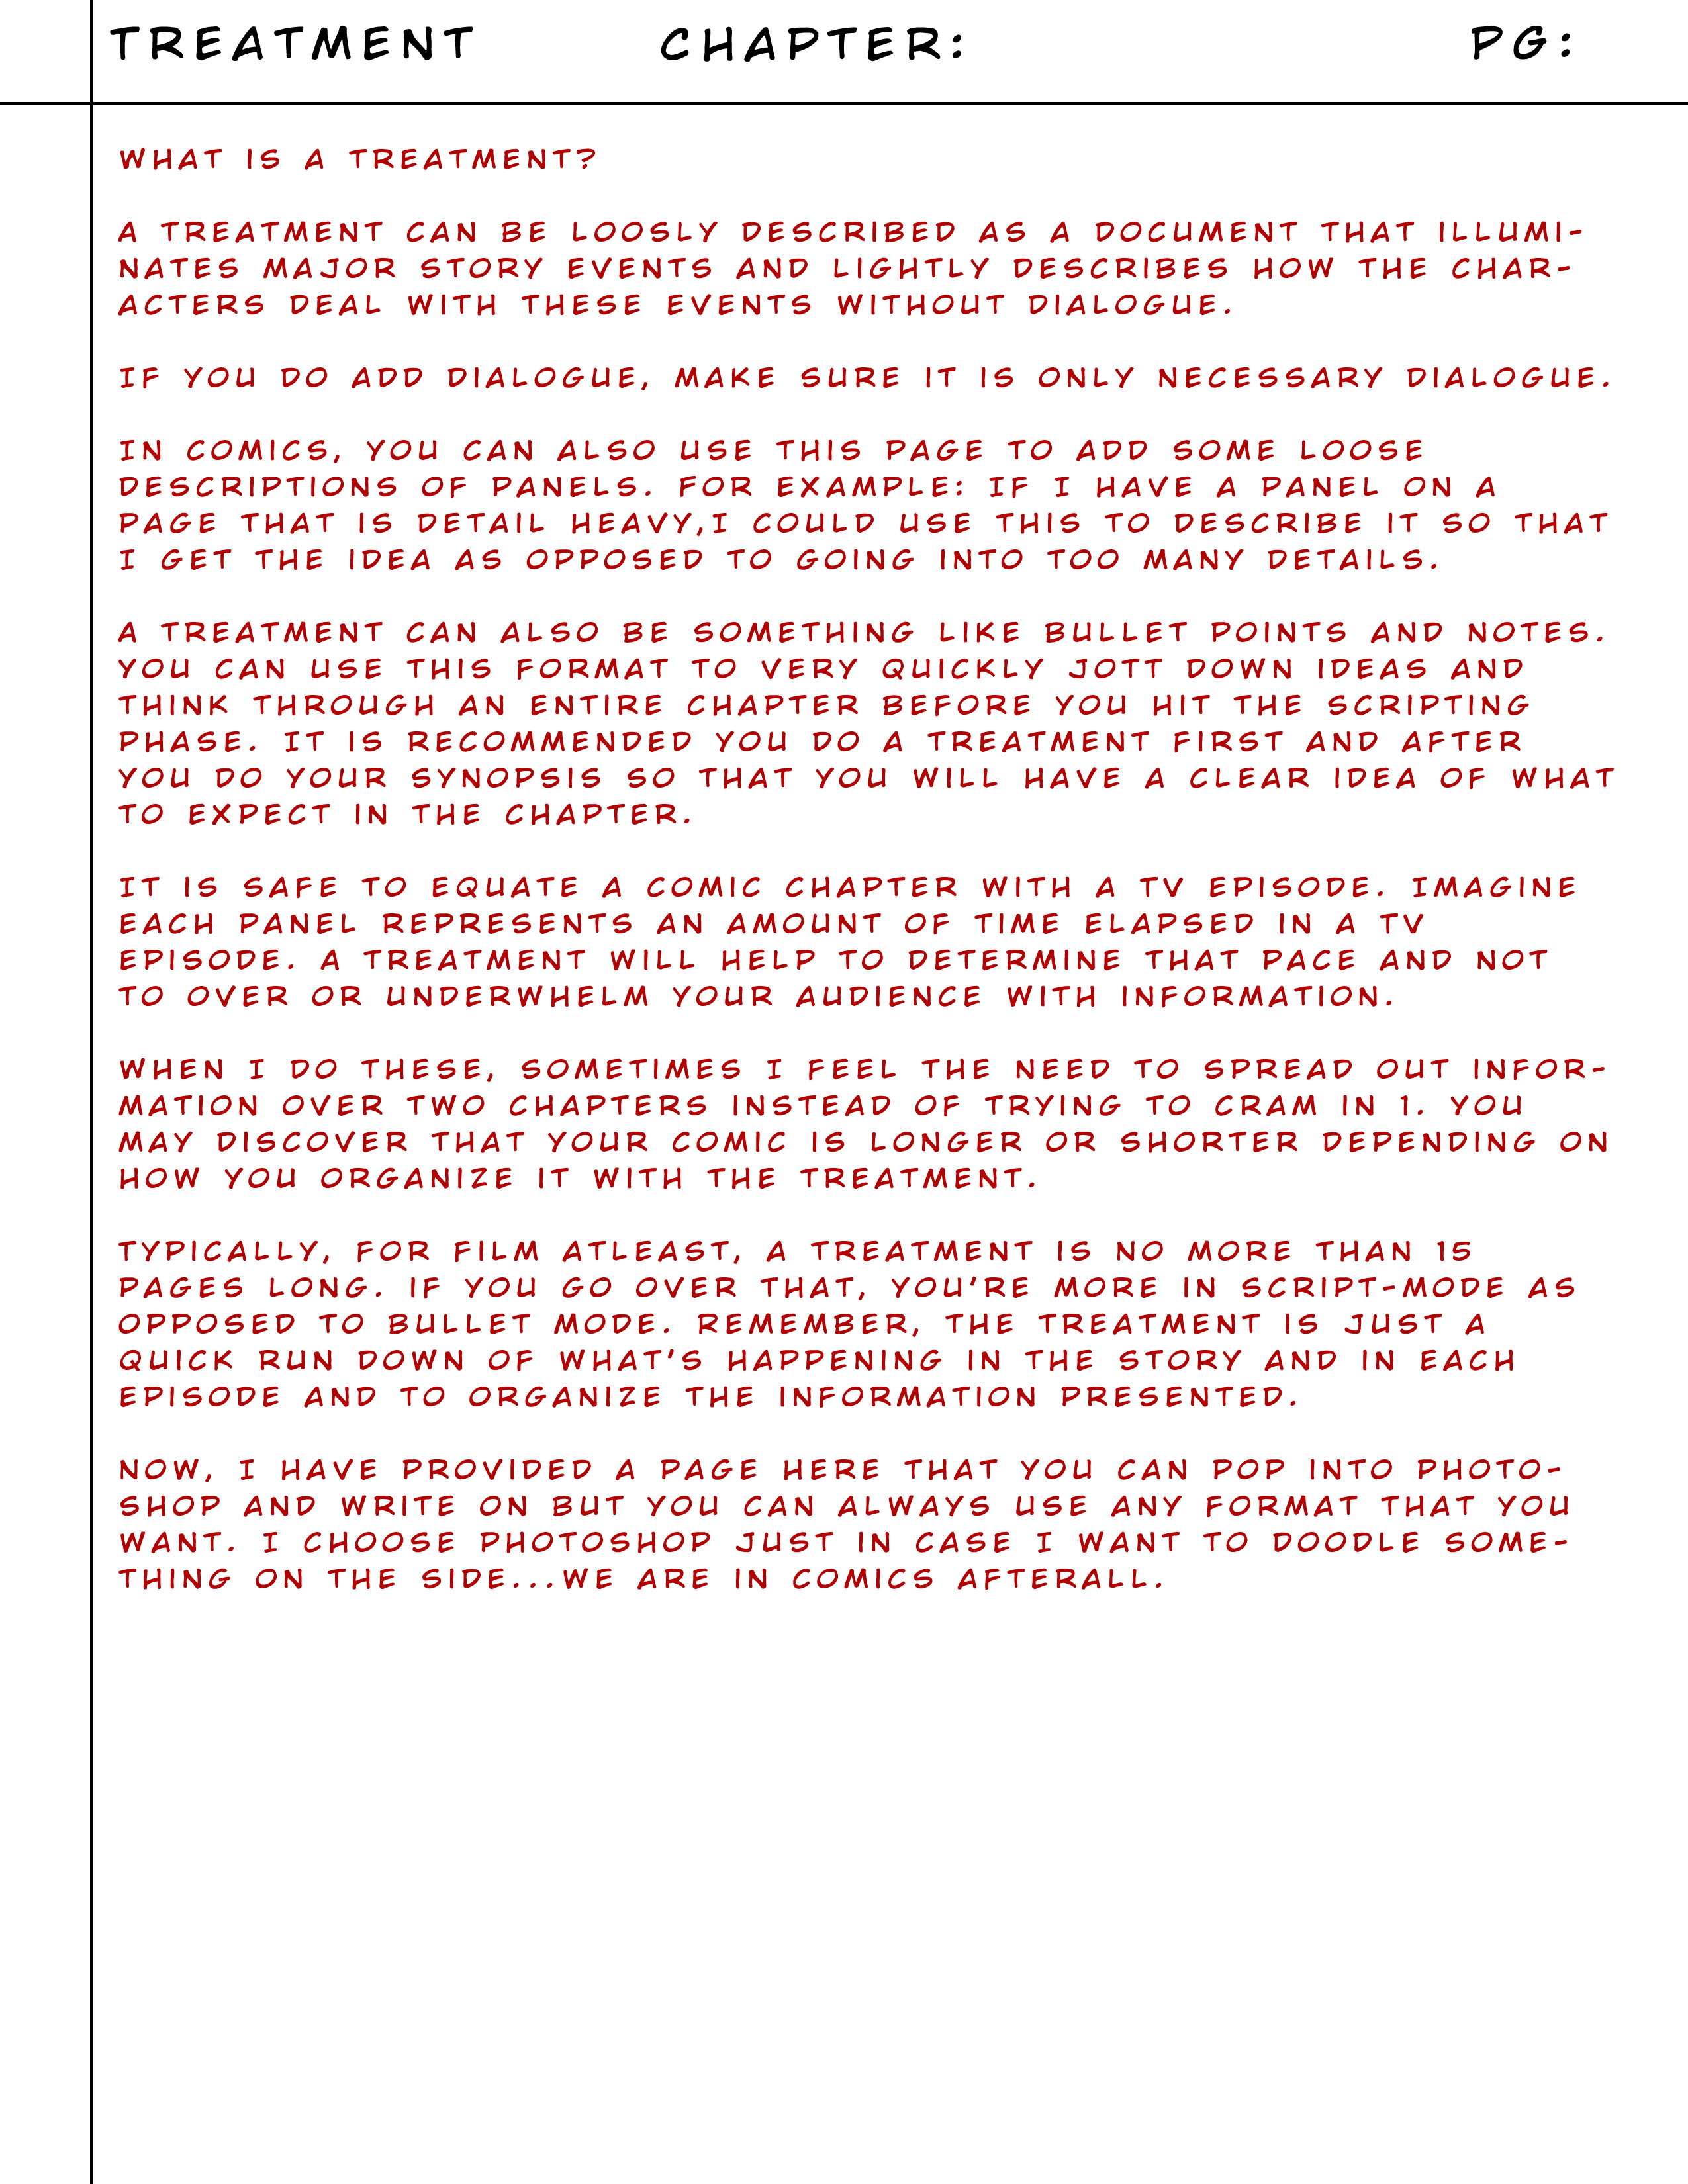 TREATMENT CHAPTER: PG:
WHAT IS A TREATMENT?
A TREATMENT CAN BE LOOSLY DESCRIBED AS A DOCUMENT THAT ILLUMI-
NATES MAJOR STORY EVENTS AND LIGHTLY DESCRIBES HOW THE CHAR-
ACTERS DEAL WITH THESE EVENTS WITHOUT DIALOGUE.
IF YOU DO ADD DIALOGUE, MAKE SURE IT IS ONLY NECESSARY DIALOGUE.
IN COMICS, YOU CAN ALSO USE THIS PAGE TO ADD SOME LOOSE
DESCRIPTIONS OF PANELS. FOR EXAMPLE: IF I HAVE A PANEL ON A
PAGE THAT IS DETAIL HEAVY,I COULD USE THIS TO DESCRIBE IT SO THAT
I GET THE IDEA AS OPPOSED TO GOING INTO TOO MANY DETAILS.
A TREATMENT CAN ALSO BE SOMETHING LIKE BULLET POINTS AND NOTES.
YOU CAN USE THIS FORMAT TO VERY QUICKLY JOTT DOWN IDEAS AND
THINK THROUGH AN ENTIRE CHAPTER BEFORE YOU HIT THE SCRIPTING
PHASE. IT IS RECOMMENDED YOU DO A TREATMENT FIRST AND AFTER
YOU DO YOUR SYNOPSIS SO THAT YOU WILL HAVE A CLEAR IDEA OF WHAT
TO EXPECT IN THE CHAPTER.
IT IS SAFE TO EQUATE A COMIC CHAPTER WITH A TV EPISODE. IMAGINE
EACH PANEL REPRESENTS AN AMOUNT OF TIME ELAPSED IN A TV
EPISODE. A TREATMENT WILL HELP TO DETERMINE THAT PACE AND NOT
TO OVER OR UNDERWHELM YOUR AUDIENCE WITH INFORMATION.
WHEN I DO THESE, SOMETIMES I FEEL THE NEED TO SPREAD OUT INFOR-
MATION OVER TWO CHAPTERS INSTEAD OF TRYING TO CRAM IN 1. YOU
MAY DISCOVER THAT YOUR COMIC IS LONGER OR SHORTER DEPENDING ON
HOW YOU ORGANIZE IT WITH THE TREATMENT.
TYPICALLY, FOR FILM ATLEAST, A TREATMENT IS NO MORE THAN 15
PAGES LONG. IF YOU GO OVER THAT, YOU'RE MORE IN SCRIPT-MODE AS
OPPOSED TO BULLET MODE. REMEMBER, THE TREATMENT IS JUST A
QUICK RUN DOWN OF WHAT'S HAPPENING IN THE STORY AND IN EACH
EPISODE AND TO ORGANIZE THE INFORMATION PRESENTED.
NOW, I HAVE PROVIDED A PAGE HERE THAT YOU CAN POP INTO PHOTO-
SHOP AND WRITE ON BUT YOU CAN ALWAYS USE ANY FORMAT THAT YOU
WANT. I CHOOSE PHOTOSHOP JUST IN CASE I WANT TO DOODLE SOME-
THING ON THE SIDE...WE ARE IN COMICS AFTERALL.